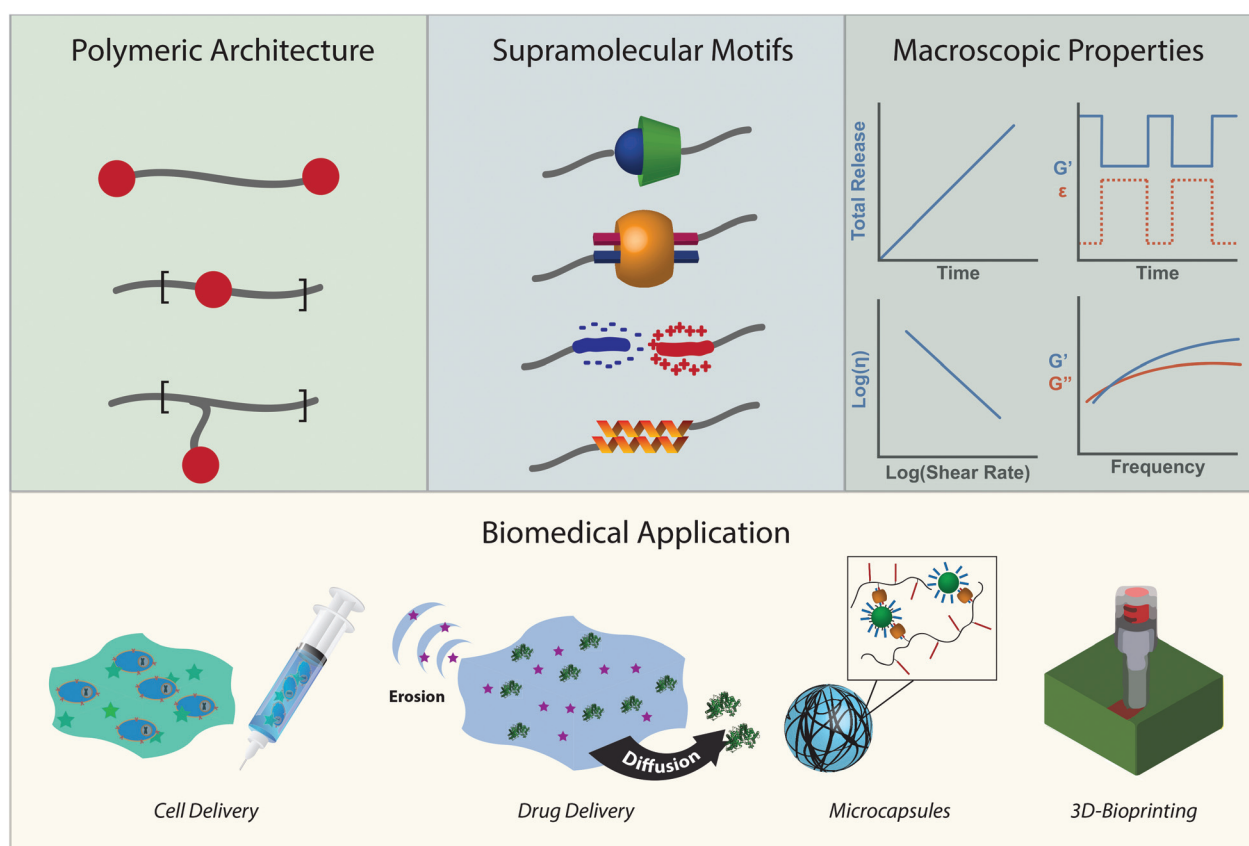 Polymeric Architecture
Supramolecular Motifs
Macroscopic Properties
Total Release
Time
G'
ε
Time
Log(η)
Log(Shear Rate)
G'
G"
Frequency
Biomedical Application
Erosion
Diffusion
Cell Delivery
Drug Delivery
Microcapsules
3D-Bioprinting